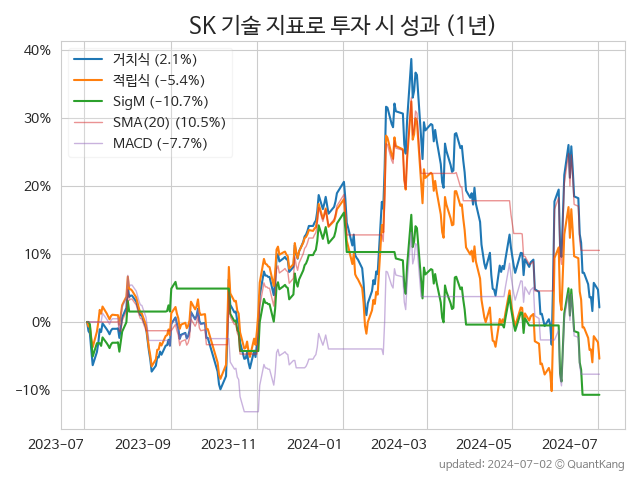 SK 기술 지표로 투자 시 성과 (1년)
거치식 (2.1%)
적립식 (−5.4%)
SigM (−10.7%)
SMA(20) (10.5%)
MACD (−7.7%)
40%
30%
20%
10%
0%
−10%
2023-07
2023-09
2023-11
2024-01
2024-03
2024-05
2024-07
updated: 2024-07-02 © QuantKang